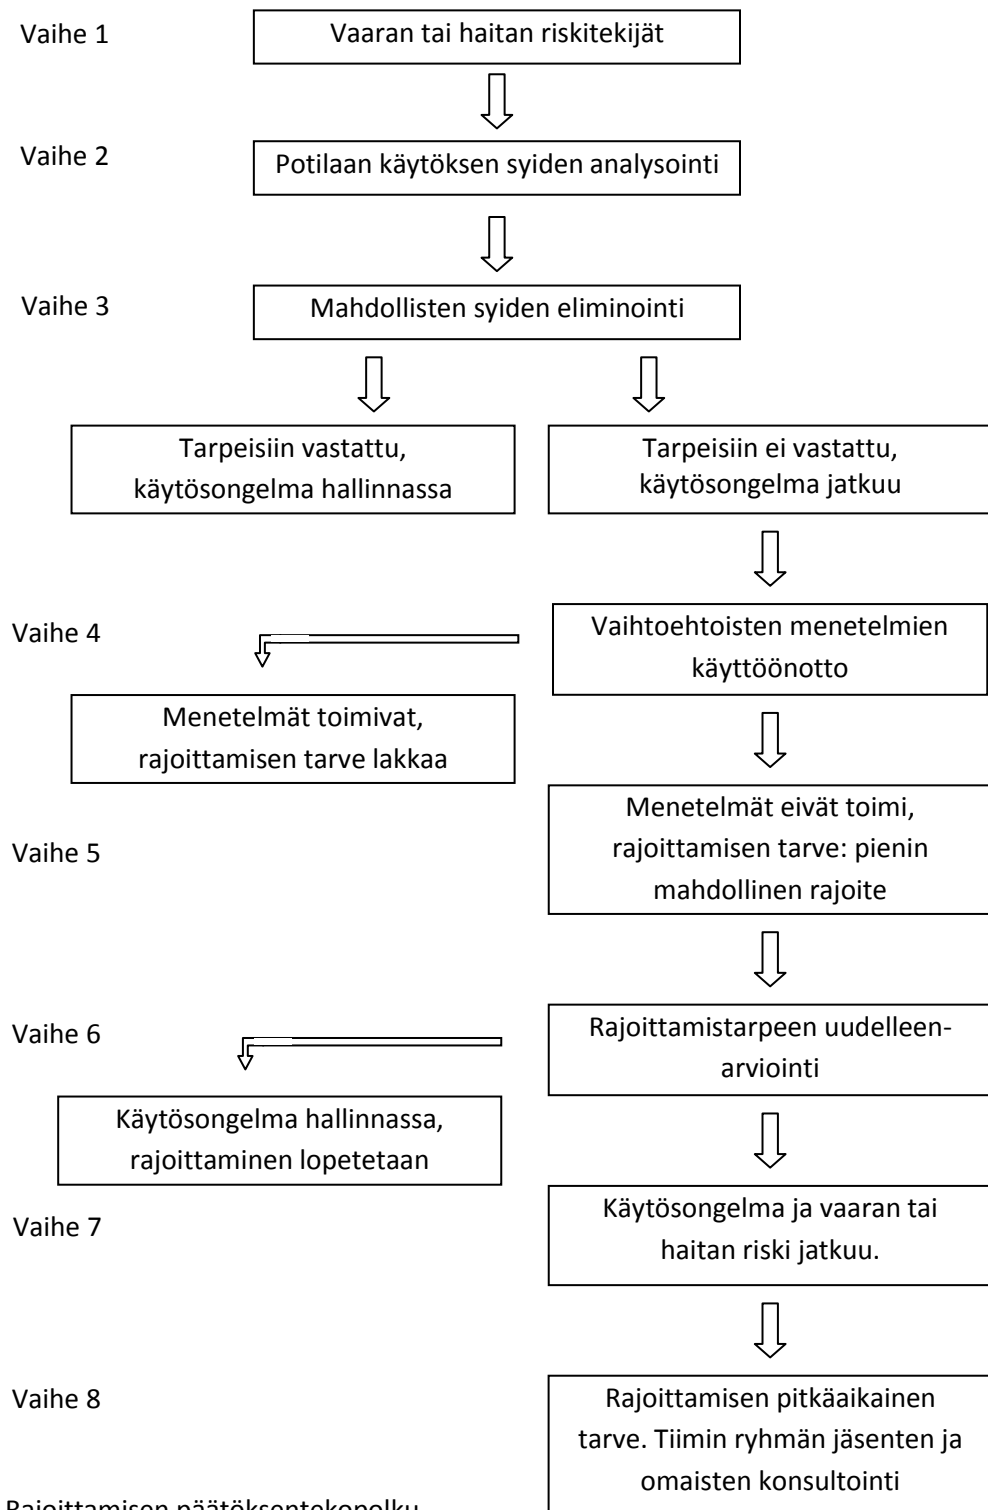 Vaihe 1
Vaaran tai haitan riskitekijät
Vaihe 2
Potilaan käytöksen syiden analysointi
Vaihe 3
Mahdollisten syiden eliminointi
Tarpeisiin vastattu,
käytösongelma hallinnassa
Tarpeisiin ei vastattu,
käytösongelma jatkuu
Vaihe 4
Vaihtoehtoisten menetelmien
käyttöönotto
Menetelmät toimivat,
rajoittamisen tarve lakkaa
Vaihe 5
Menetelmät eivät toimi,
rajoittamisen tarve: pienin
mahdollinen rajoite
Vaihe 6
Rajoittamistarpeen uudelleen-
arviointi
Käytösongelma hallinnassa,
rajoittaminen lopetetaan
Vaihe 7
Käytösongelma ja vaaran tai
haitan riski jatkuu.
Vaihe 8
Rajoittamisen pitkäaikainen
tarve. Tiimin ryhmän jäsenten ja
omaisten konsultointi
Rajoittamisen päätöksentekopolku